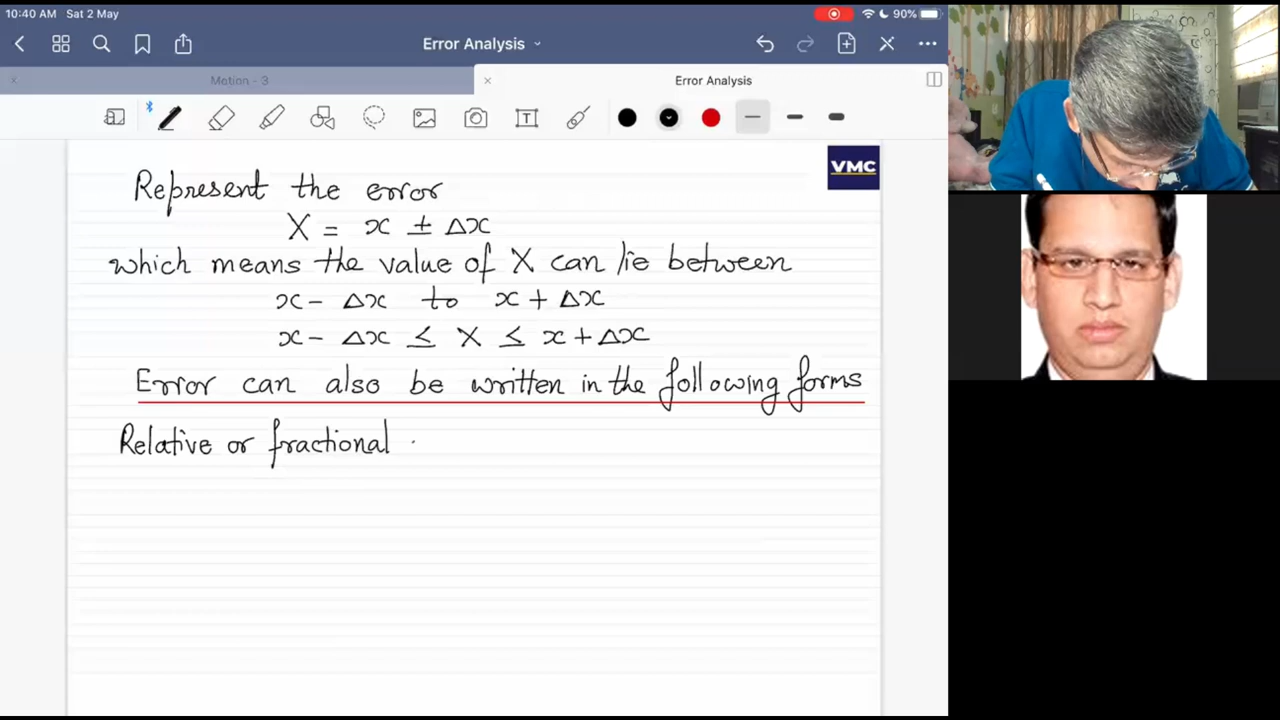 10:40 AM Sat 2 May
90%
Error Analysis
Motion - 3
Error Analysis
T
VMC
Represent the error
X = x ± Δx
which means the value of X can lie between
x - Δx to x + Δx
x - Δx ≤ X ≤ x + Δx
Error can also be written in the following forms
Relative or fractional